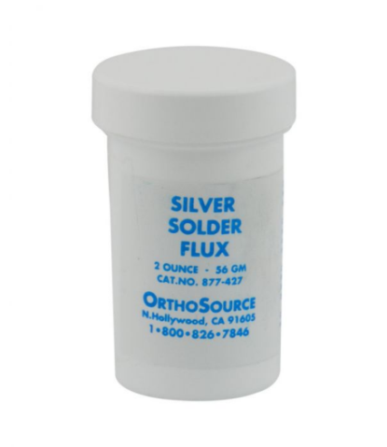 SILVER
SOLDER
FLUX
2 OUNCE - 56 GM
CAT.NO. 877-427
ORTHOSOURCE
N.Hollywood, CA 91605
1•800•826•7846